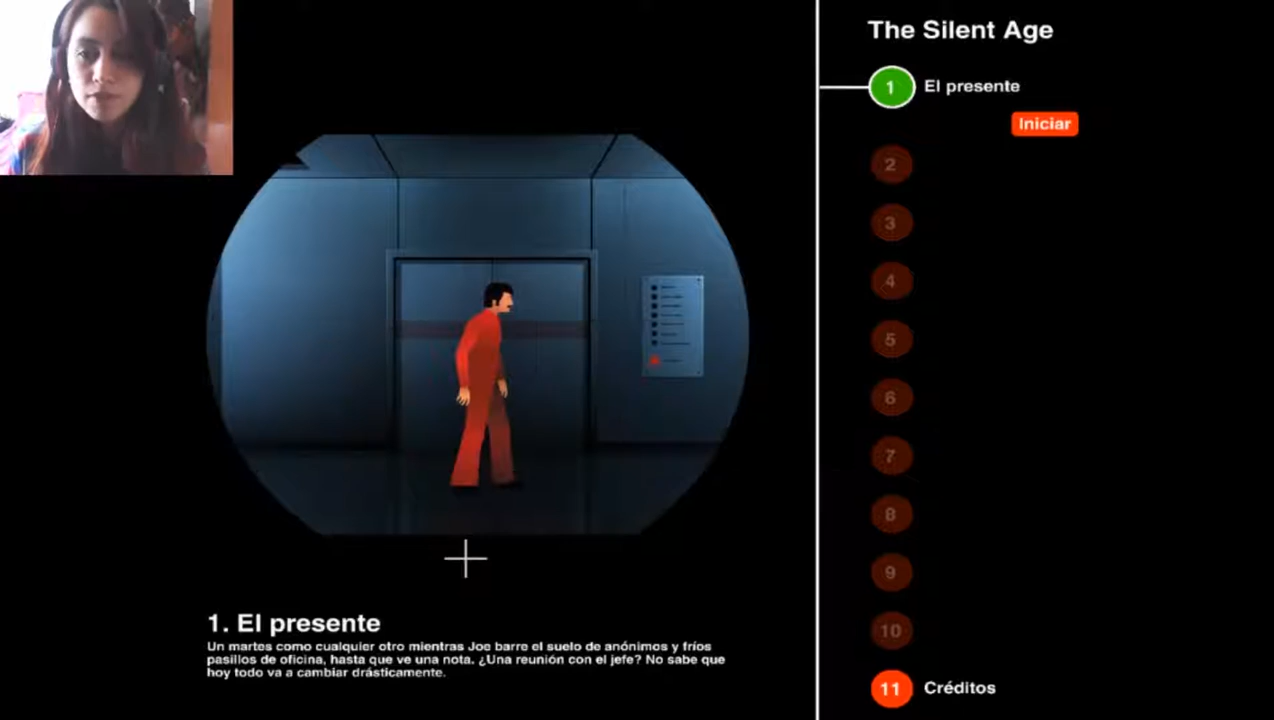 The Silent Age
1 El presente
Iniciar
2
3
4
5
6
7
8
9
10
11 Créditos
1. El presente
Un martes como cualquier otro mientras Joe barre el suelo de anónimos y fríos
pasillos de oficina, hasta que ve una nota. ¿Una reunión con el jefe? No sabe que
hoy todo va a cambiar drásticamente.